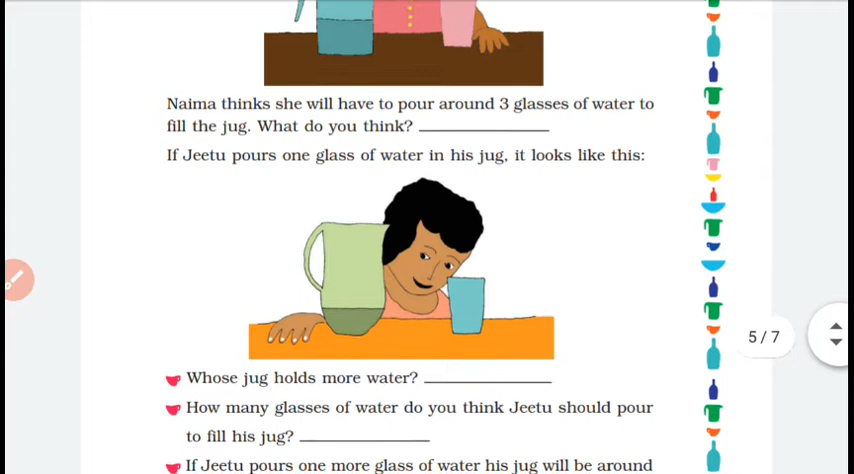 Naima thinks she will have to pour around 3 glasses of water to
fill the jug. What do you think?
If Jeetu pours one glass of water in his jug, it looks like this:
5 / 7
Whose jug holds more water?
How many glasses of water do you think Jeetu should pour
to fill his jug?
If Jeetu pours one more glass of water his jug will be around